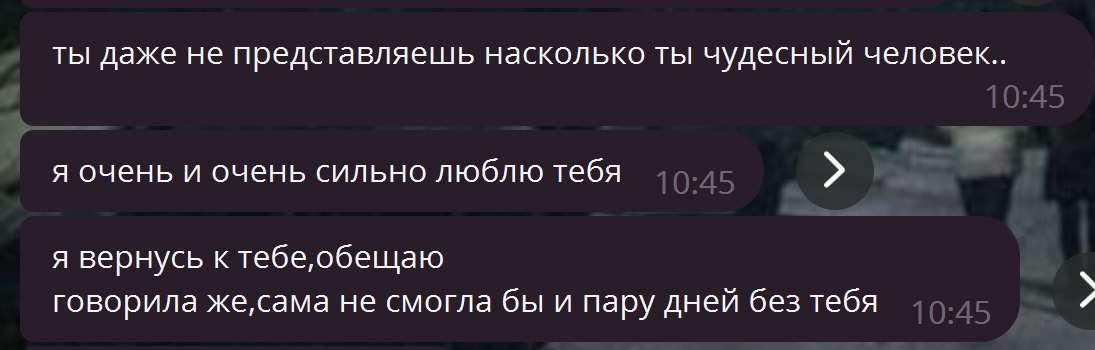 ты даже не представляешь насколько ты чудесный человек..
10:45
я очень и очень сильно люблю тебя 10:45
я вернусь к тебе,обещаю
говорила же,сама не смогла бы и пару дней без тебя 10:45